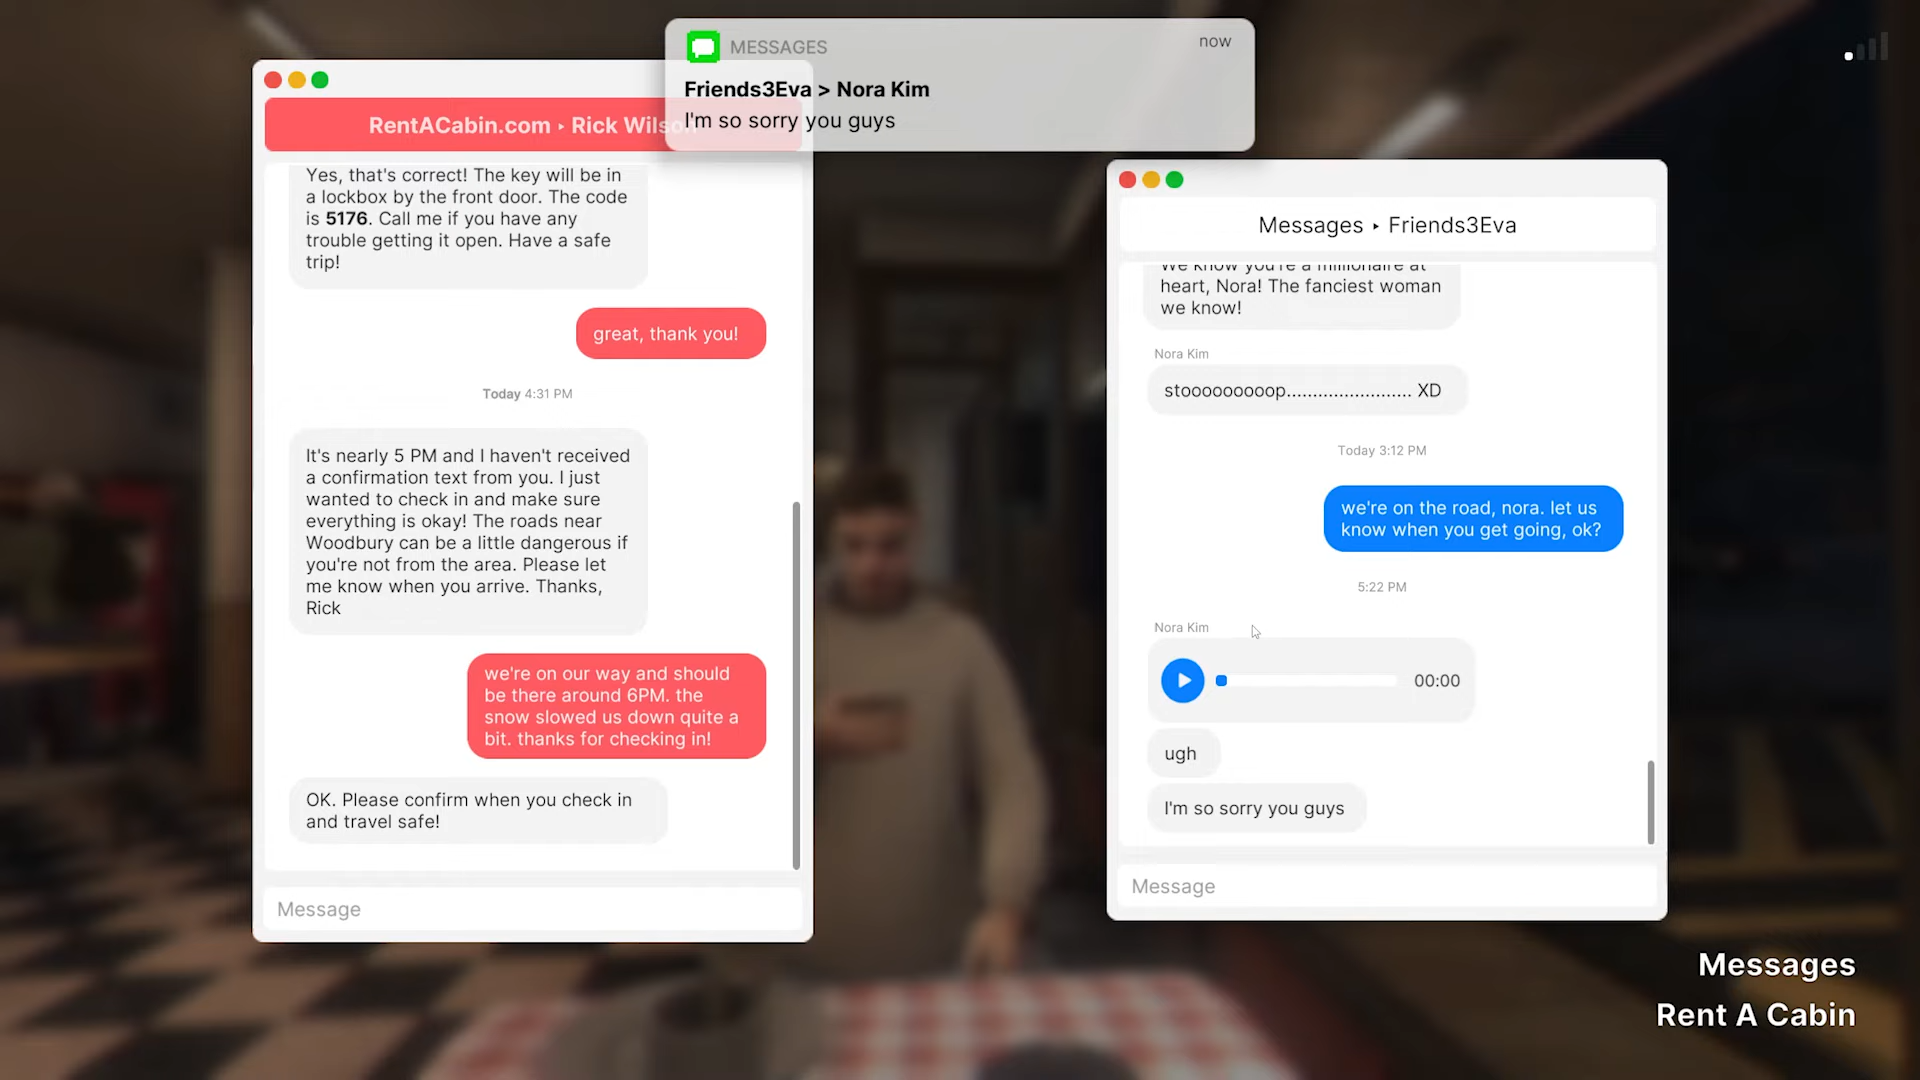 MESSAGES
now
Friends3Eva > Nora Kim
I'm so sorry you guys
RentACabin.com ‣ Rick Wilson
Yes, that's correct! The key will be in
a lockbox by the front door. The code
is 5176. Call me if you have any
trouble getting it open. Have a safe
trip!
great, thank you!
Today 4:31 PM
It's nearly 5 PM and I haven't received
a confirmation text from you. I just
wanted to check in and make sure
everything is okay! The roads near
Woodbury can be a little dangerous if
you're not from the area. Please let
me know when you arrive. Thanks,
Rick
we're on our way and should
be there around 6PM. the
snow slowed us down quite a
bit. thanks for checking in!
OK. Please confirm when you check in
and travel safe!
Message
Messages ‣ Friends3Eva
We know you're a millionaire at
heart, Nora! The fanciest woman
we know!
Nora Kim
stooooooooop........................ XD
Today 3:12 PM
we're on the road, nora. let us
know when you get going, ok?
5:22 PM
Nora Kim
00:00
ugh
I'm so sorry you guys
Message
Messages
Rent A Cabin